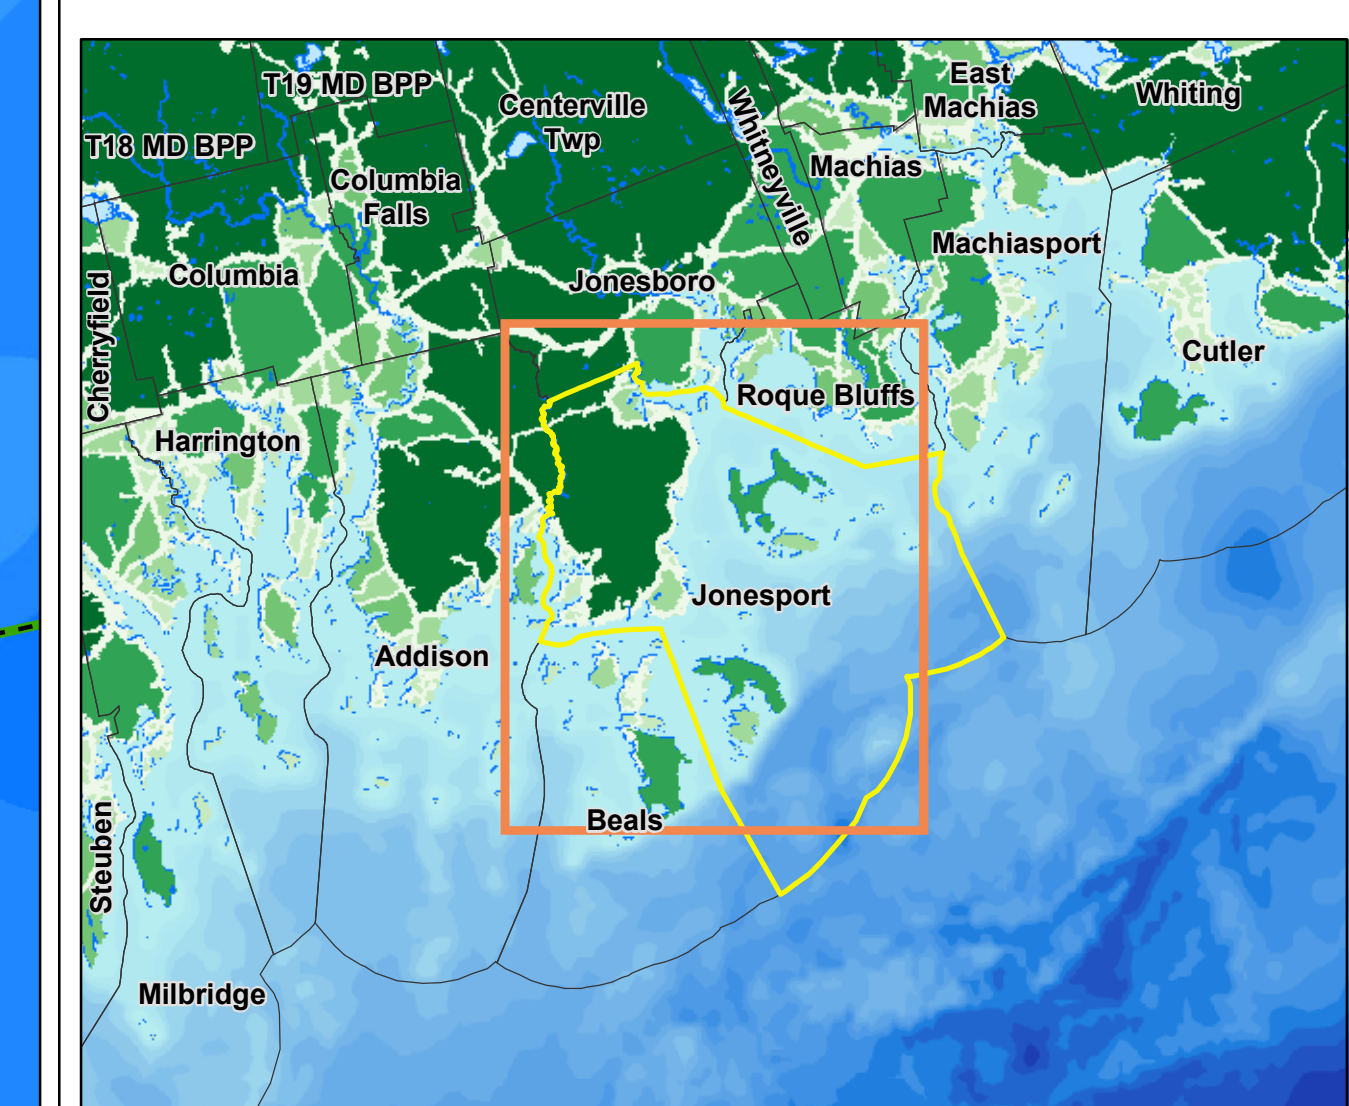 T19 MD BPP
East
Machias
Whiting
Centerville
Twp
T18 MD BPP
Whitneyville
Machias
Columbia
Falls
Machiasport
Columbia
Jonesboro
Cherryfield
Cutler
Roque Bluffs
Harrington
Jonesport
Addison
Beals
Steuben
Milbridge